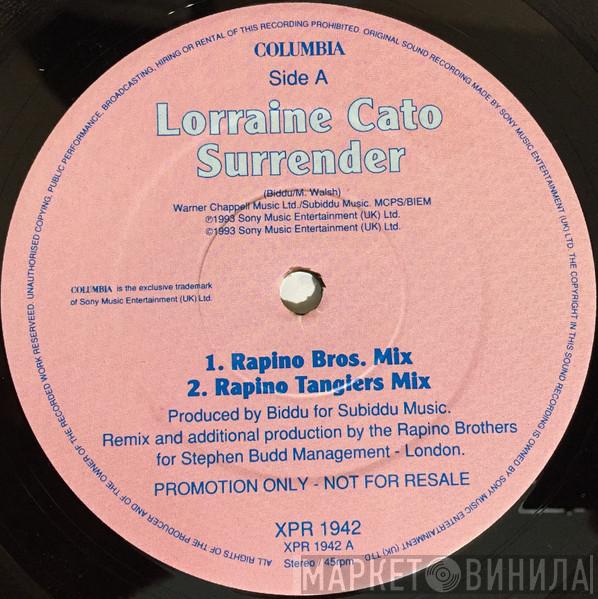 COLUMBIA
Side A
Lorraine Cato
Surrender
(Biddu/M. Walsh)
Warner Chappell Music Ltd./Subiddu Music. MCPS/BIEM
℗1993 Sony Music Entertainment (UK) Ltd.
©1993 Sony Music Entertainment (UK) Ltd.
COLUMBIA is the exclusive trademark
of Sony Music Entertainment (UK) Ltd.
1. Rapino Bros. Mix
2. Rapino Tangiers Mix
Produced by Biddu for Subiddu Music.
Remix and additional production by the Rapino Brothers
for Stephen Budd Management - London.
PROMOTION ONLY - NOT FOR RESALE
XPR 1942
XPR 1942 A
Stereo / 45rpm
ALL RIGHTS OF THE PRODUCER AND OF THE OWNER OF THE RECORDED WORK RESERVEED. UNAUTHORISED COPYING, PUBLIC PERFORMANCE, BROADCASTING, HIRING OR RENTAL OF THIS RECORDING PROHIBITED. ORIGINAL SOUND RECORDING MADE BY SONY MUSIC ENTERTAINMENT (UK) LTD. THE COPYRIGHT IN THIS SOUND RECORDING IS OWNED BY SONY MUSIC ENTERTAINMENT (UK) LTD
МАРКЕТ ВИНИЛА